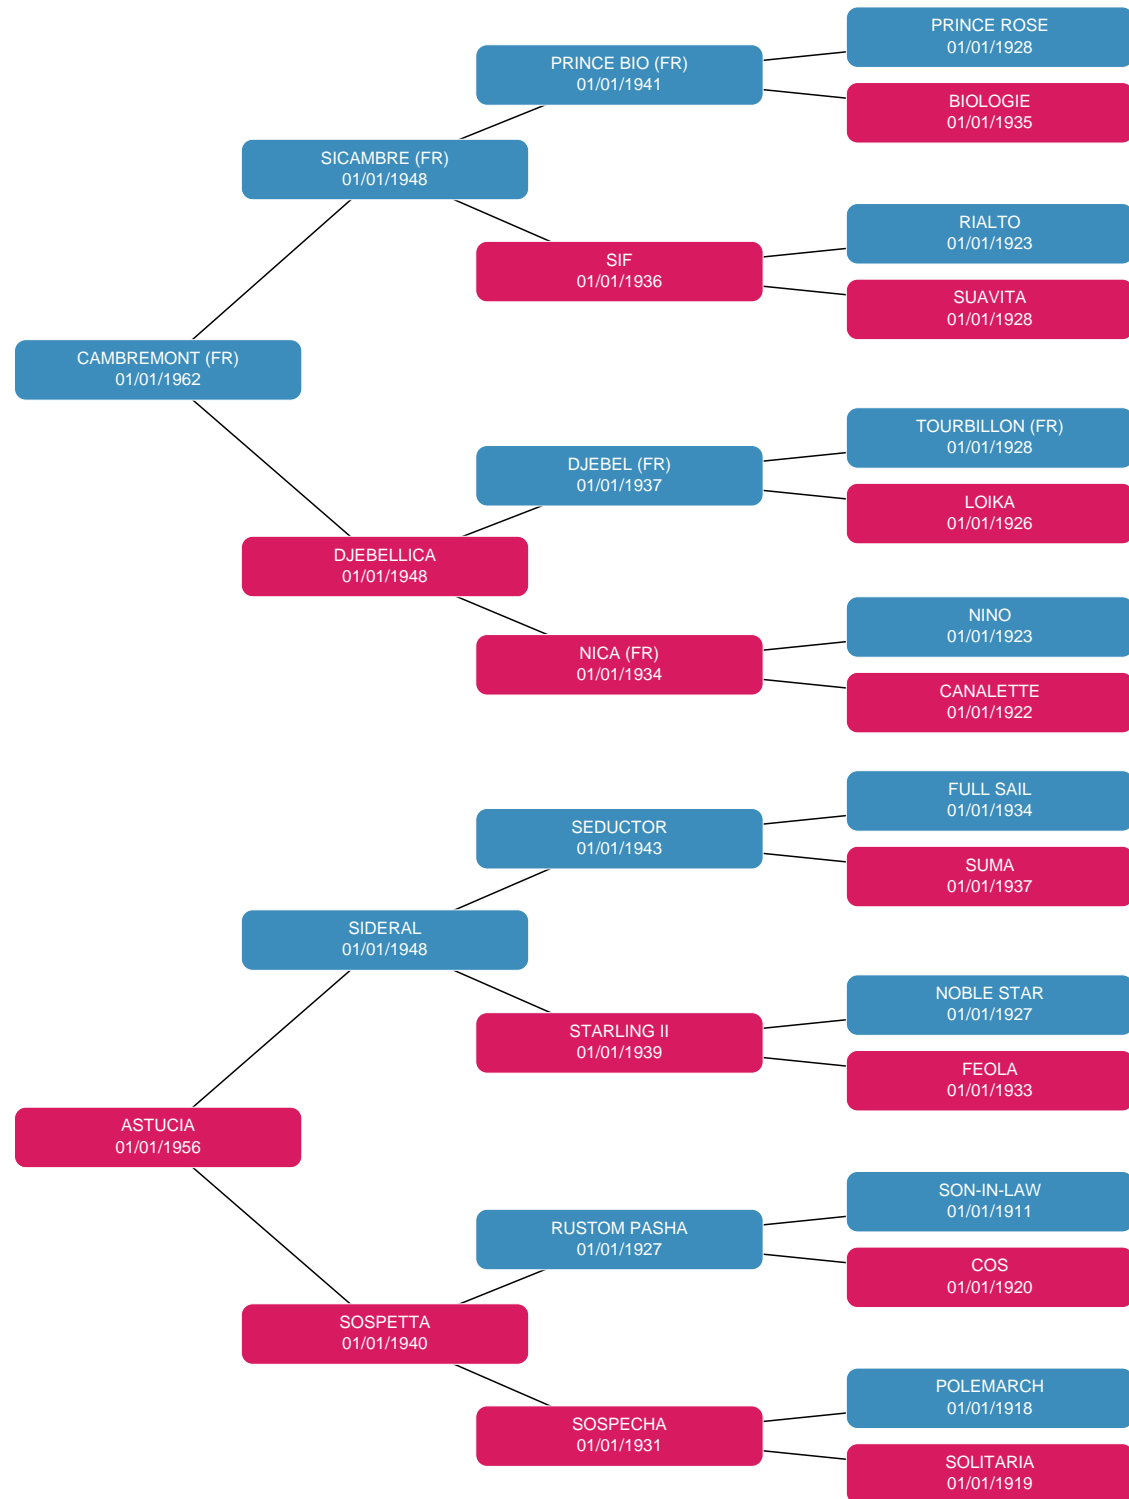 PRINCE ROSE
01/01/1928
PRINCE BIO (FR)
01/01/1941
BIOLOGIE
01/01/1935
SICAMBRE (FR)
01/01/1948
RIALTO
01/01/1923
SIF
01/01/1936
SUAVITA
01/01/1928
CAMBREMONT (FR)
01/01/1962
TOURBILLON (FR)
01/01/1928
DJEBEL (FR)
01/01/1937
LOIKA
01/01/1926
DJEBELLICA
01/01/1948
NINO
01/01/1923
NICA (FR)
01/01/1934
CANALETTE
01/01/1922
FULL SAIL
01/01/1934
SEDUCTOR
01/01/1943
SUMA
01/01/1937
SIDERAL
01/01/1948
NOBLE STAR
01/01/1927
STARLING II
01/01/1939
FEOLA
01/01/1933
ASTUCIA
01/01/1956
SON-IN-LAW
01/01/1911
RUSTOM PASHA
01/01/1927
COS
01/01/1920
SOSPETTA
01/01/1940
POLEMARCH
01/01/1918
SOSPECHA
01/01/1931
SOLITARIA
01/01/1919